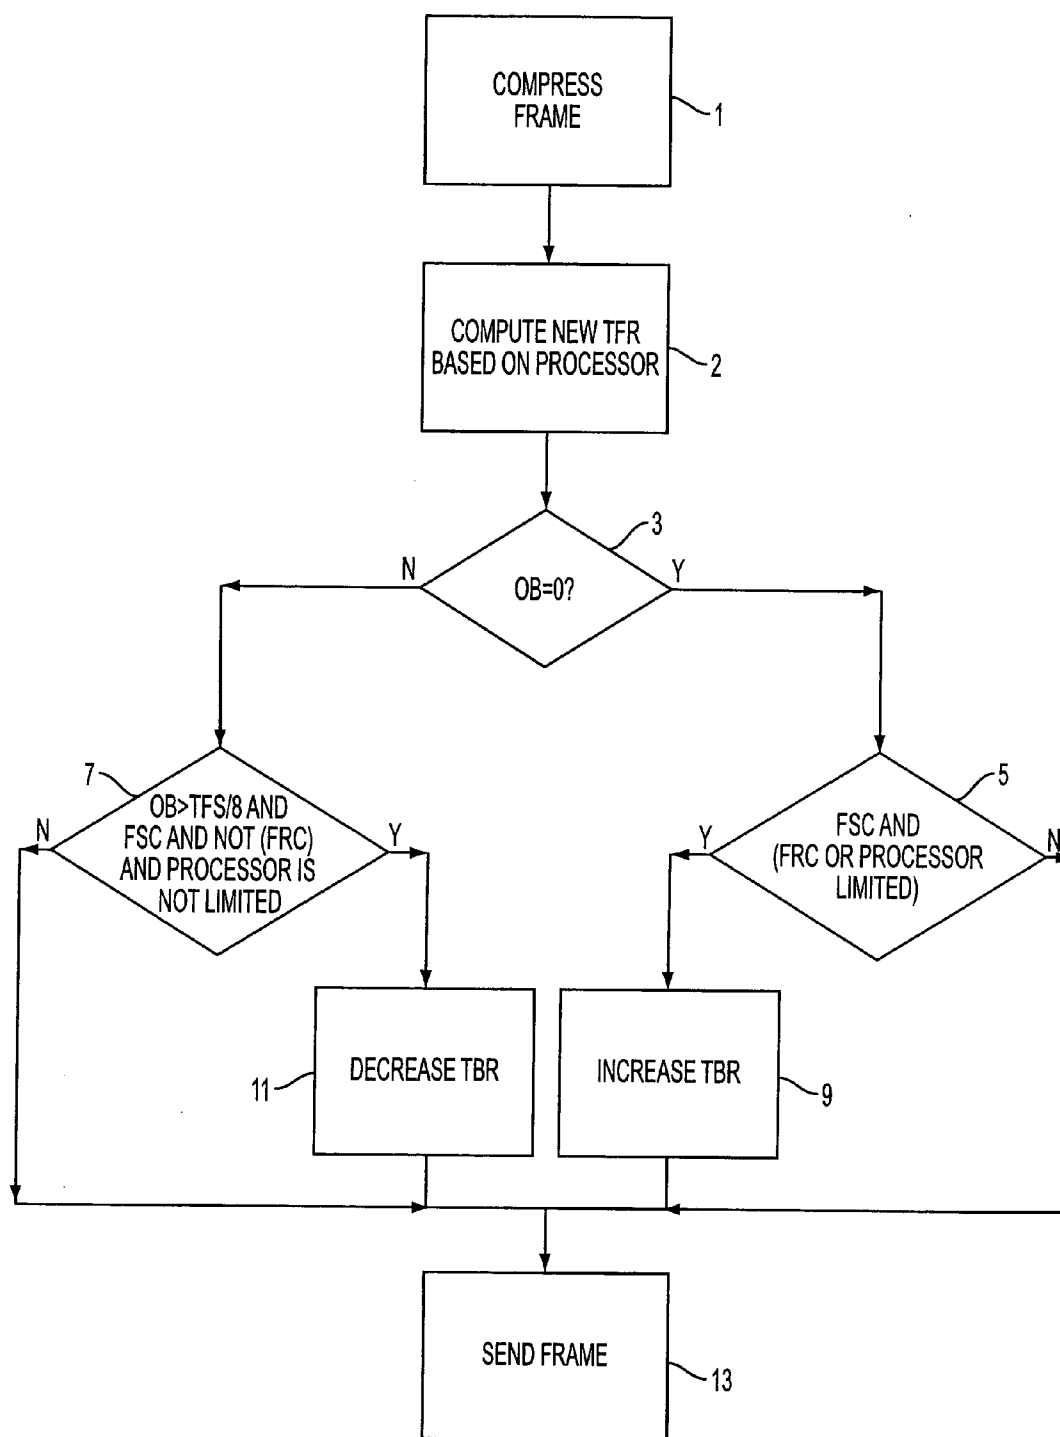 COMPRESS
FRAME
1
COMPUTE NEW TFR
BASED ON PROCESSOR
2
3
N
OB=0?
Y
7
OB>TFS/8 AND
FSC AND NOT (FRC)
AND PROCESSOR IS
NOT LIMITED
N
Y
5
FSC AND
(FRC OR PROCESSOR
LIMITED)
Y
N
DECREASE TBR
11
INCREASE TBR
9
SEND FRAME
13